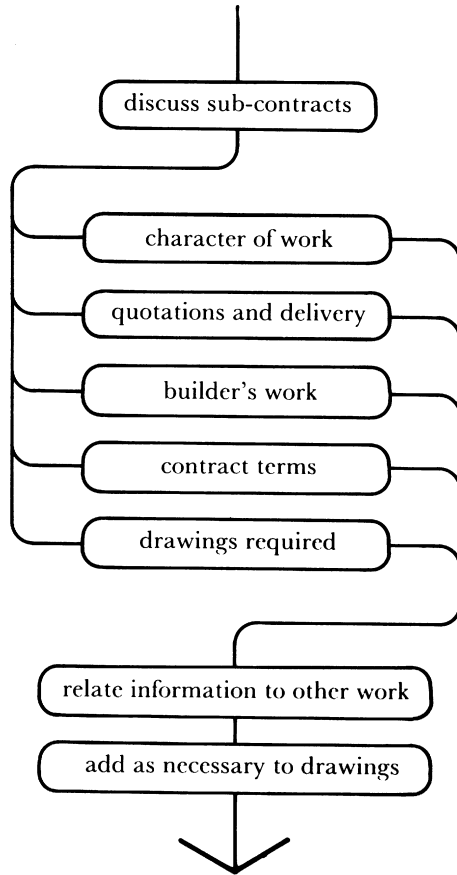 discuss sub-contracts
character of work
quotations and delivery
builder's work
contract terms
drawings required
relate information to other work
add as necessary to drawings